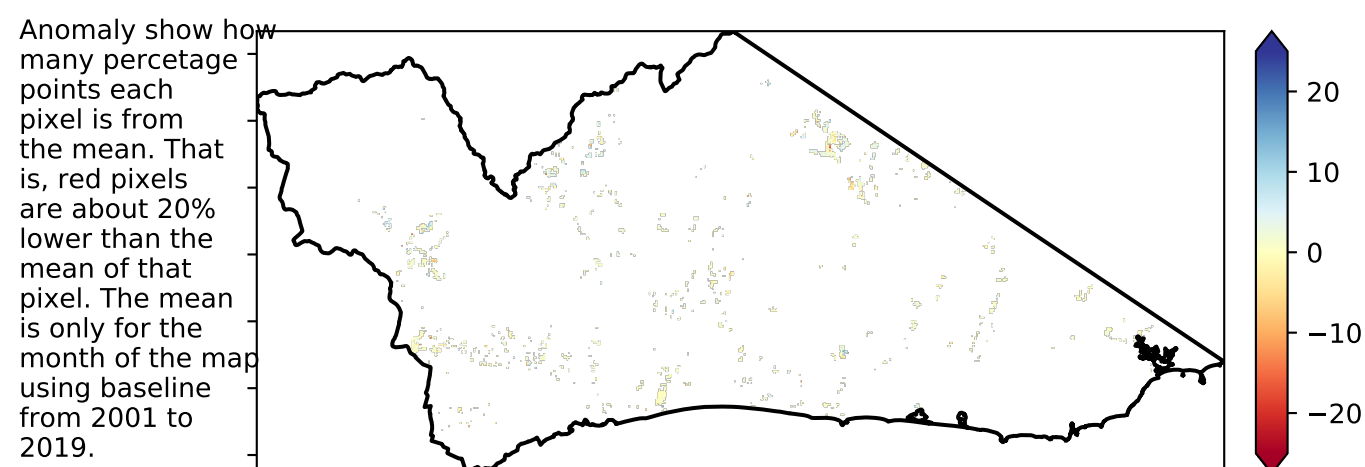 Anomaly show how
many percetage
points each
pixel is from
the mean. That
is, red pixels
are about 20%
lower than the
mean of that
pixel. The mean
is only for the
month of the map
using baseline
from 2001 to
2019.
20
10
0
−10
−20